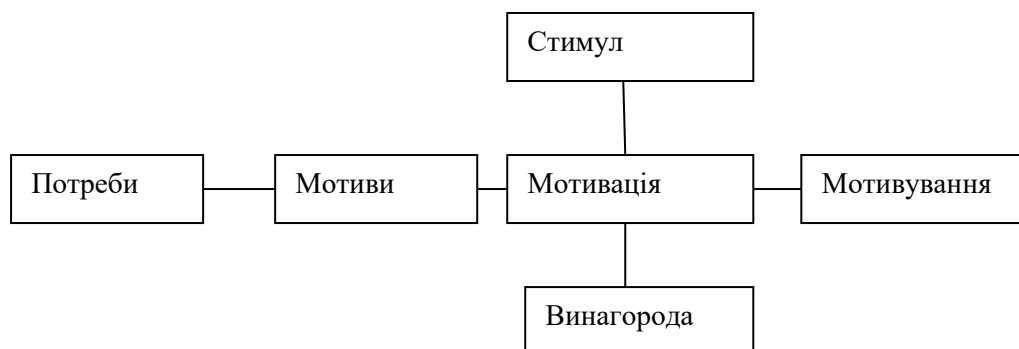 Стимул
Потреби
Мотиви
Мотивація
Мотивування
Винагорода